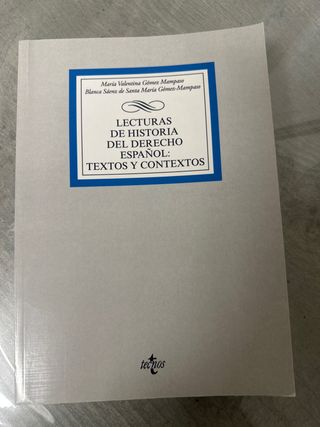 María Valentina Gómez Mampaso
Blanca Sáenz de Santa María Gómez-Mampaso
LECTURAS
DE HISTORIA
DEL DERECHO
ESPAÑOL:
TEXTOS Y CONTEXTOS
tecnos